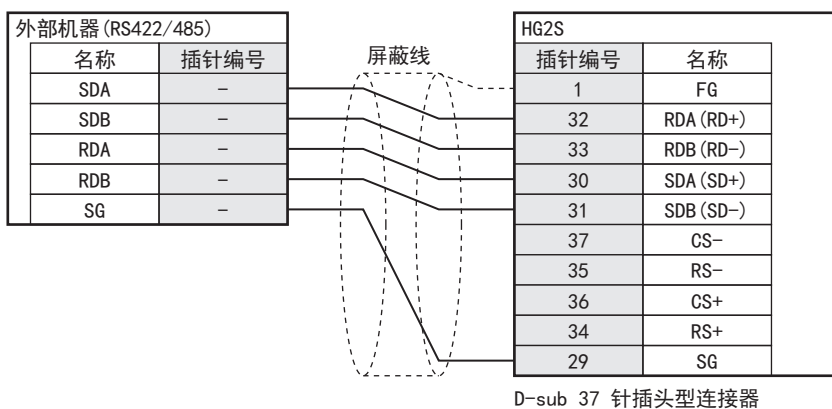 外部机器(RS422/485)
名称 插针编号
SDA -
SDB -
RDA -
RDB -
SG -
屏蔽线
HG2S
插针编号 名称
1 FG
32 RDA(RD+)
33 RDB(RD-)
30 SDA(SD+)
31 SDB(SD-)
37 CS-
35 RS-
36 CS+
34 RS+
29 SG
D-sub 37 针插头型连接器